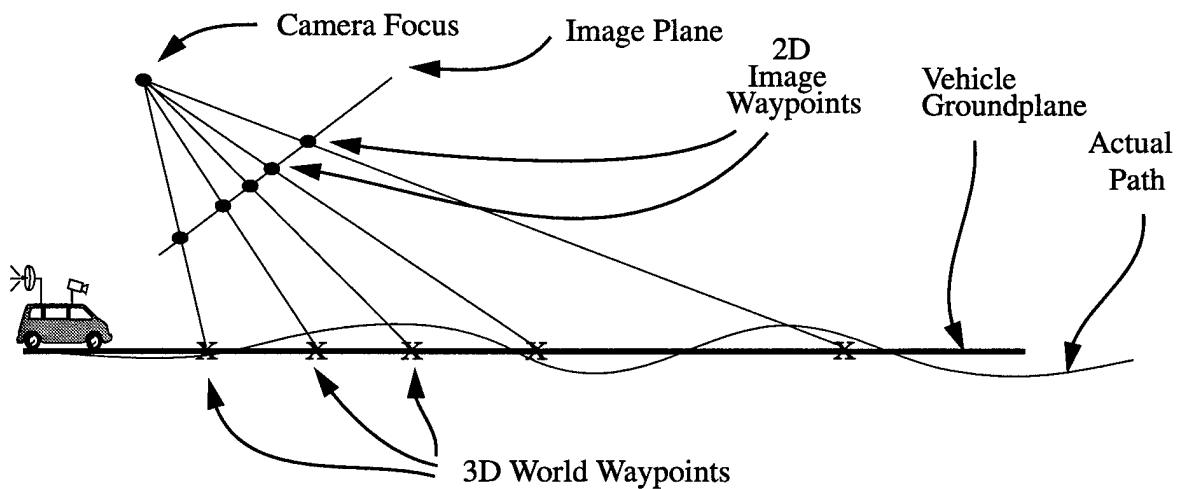 Camera Focus
Image Plane
2D
Image
Waypoints
Vehicle
Groundplane
Actual
Path
X X X X X
3D World Waypoints